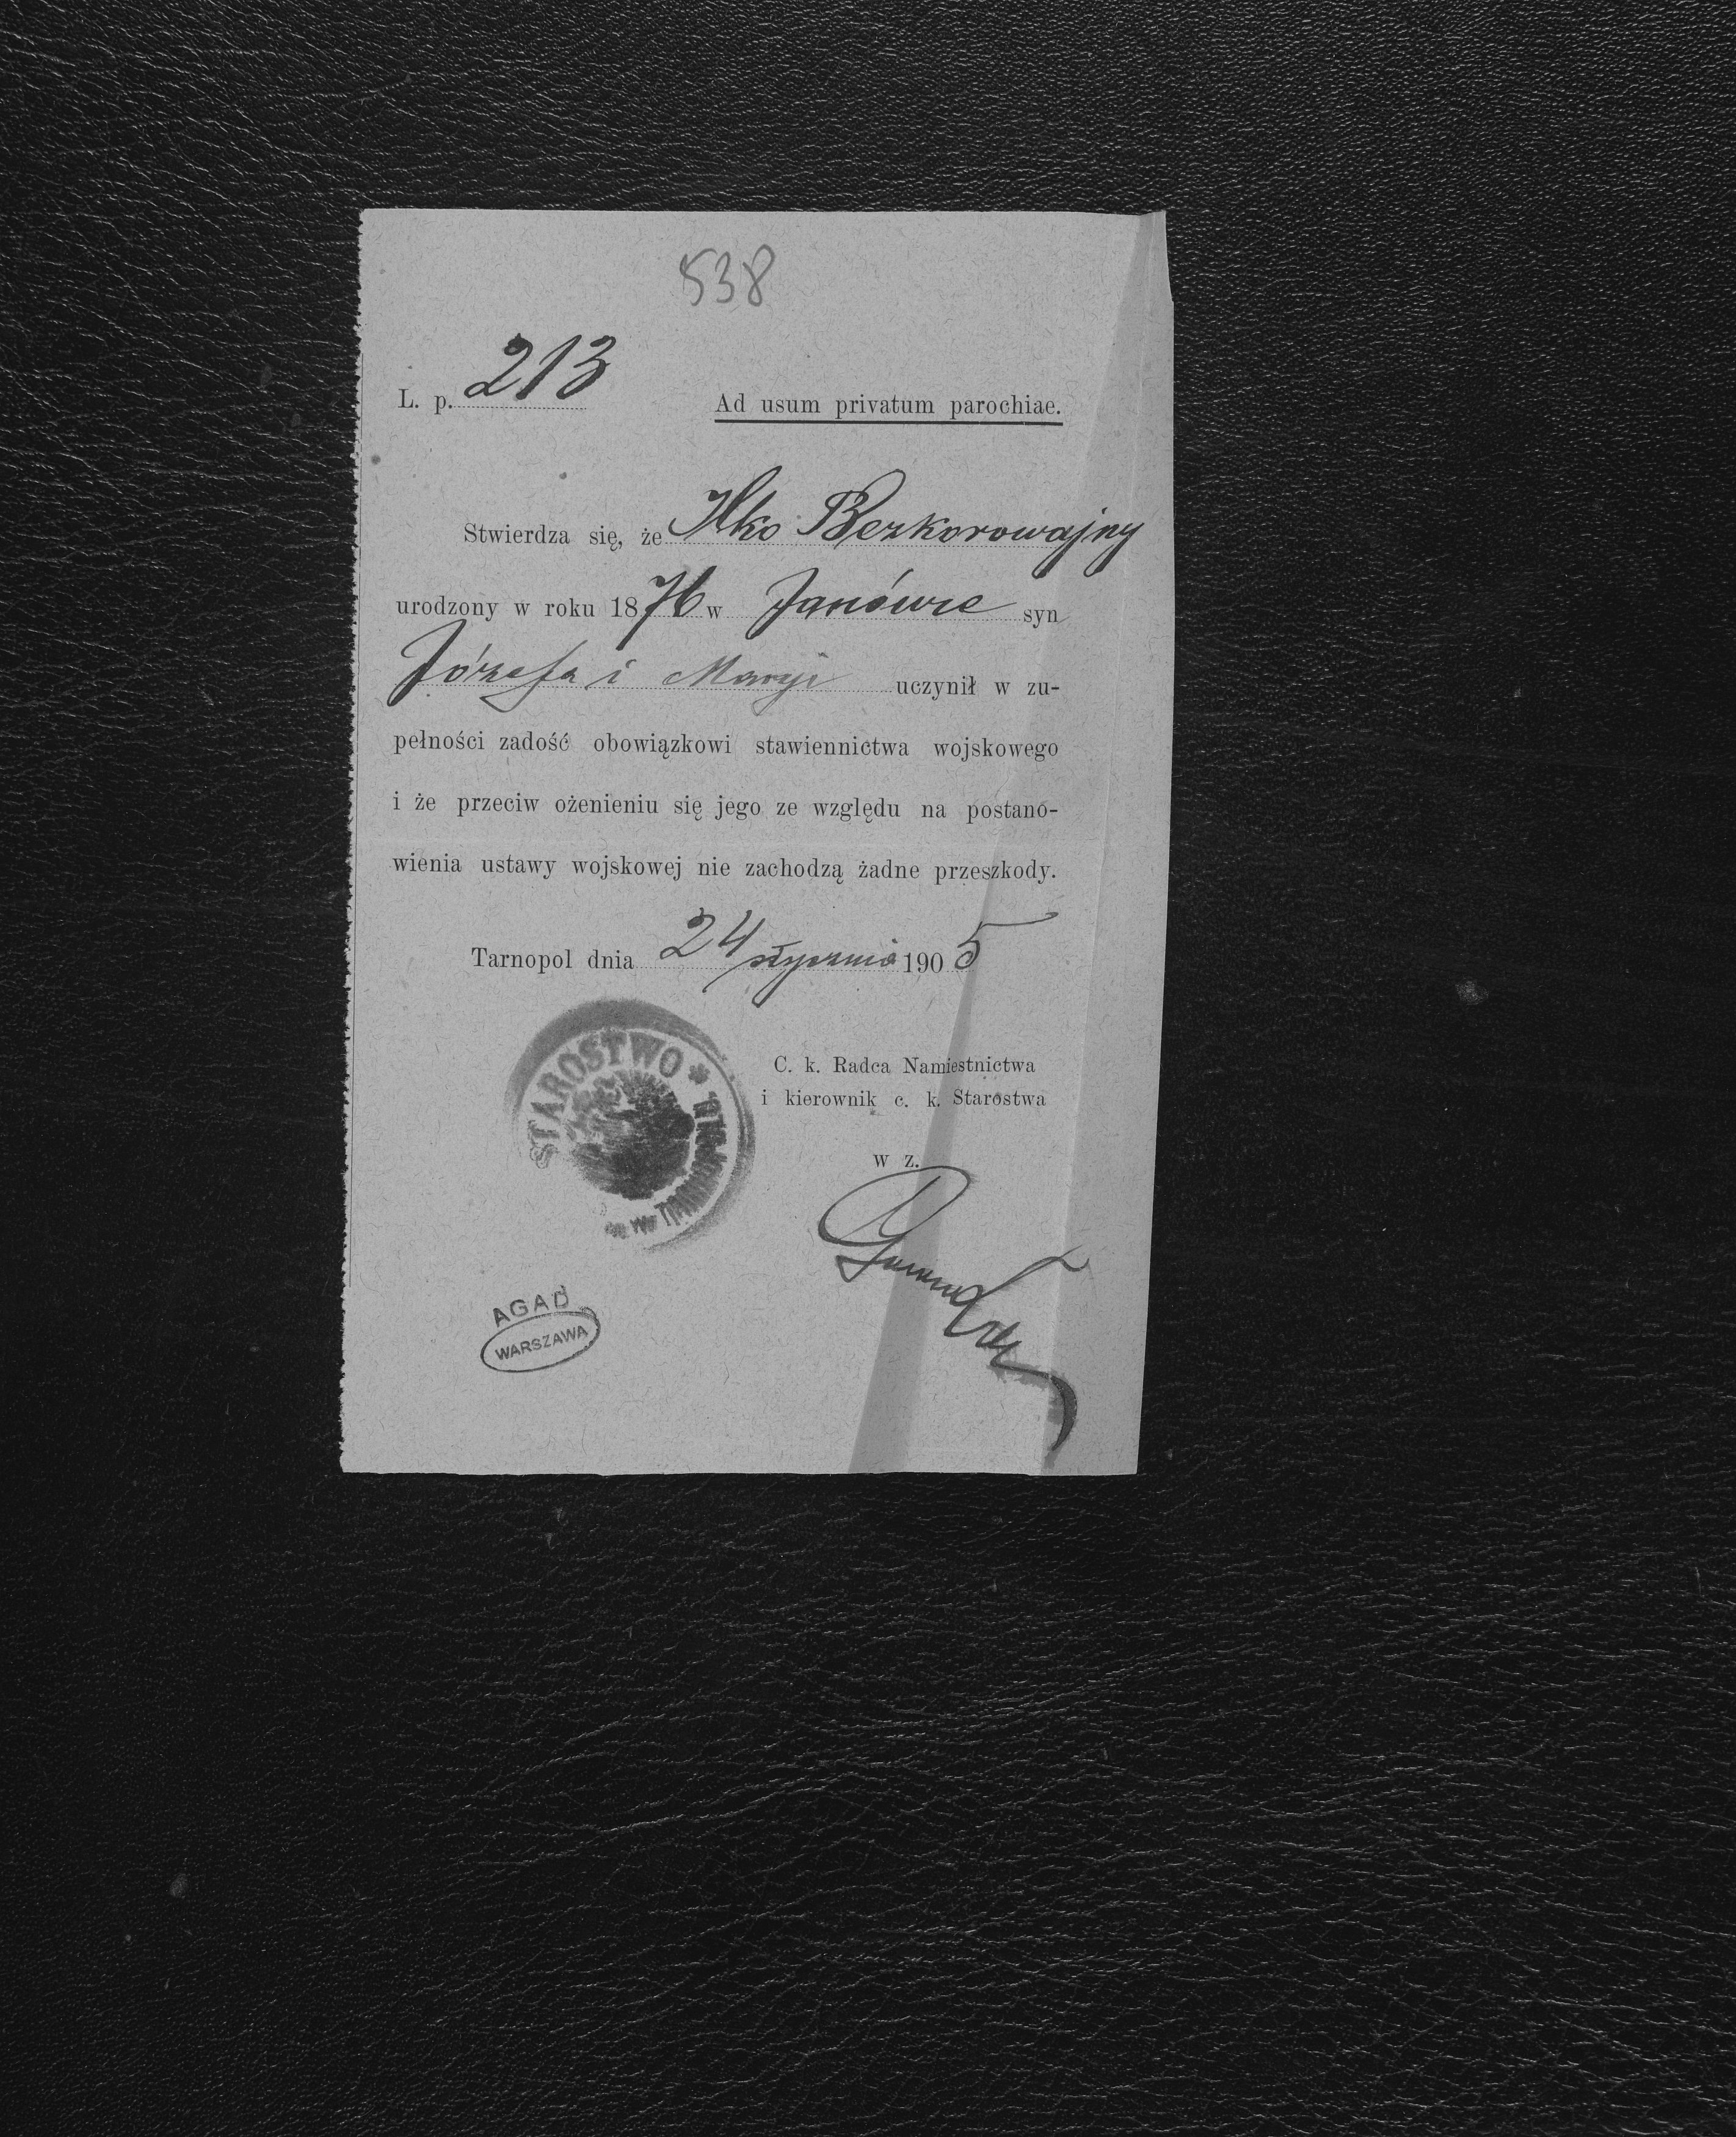 538
L. p. 213
Ad usum privatum parochiae.
Stwierdza się, że Ilko Bezkorowajny
urodzony w roku 1876 w Janówce syn
Józefa i Maryi uczynił w zu-
pełności zadość obowiązkowi stawiennictwa wojskowego
i że przeciw ożenieniu się jego ze względu na postano-
wienia ustawy wojskowej nie zachodzą żadne przeszkody.
Tarnopol dnia 24 stycznia 1905
STAROSTWO * w
C. k. Radca Namiestnictwa
i kierownik c. k. Starostwa
w z.
AGAD
WARSZAWA